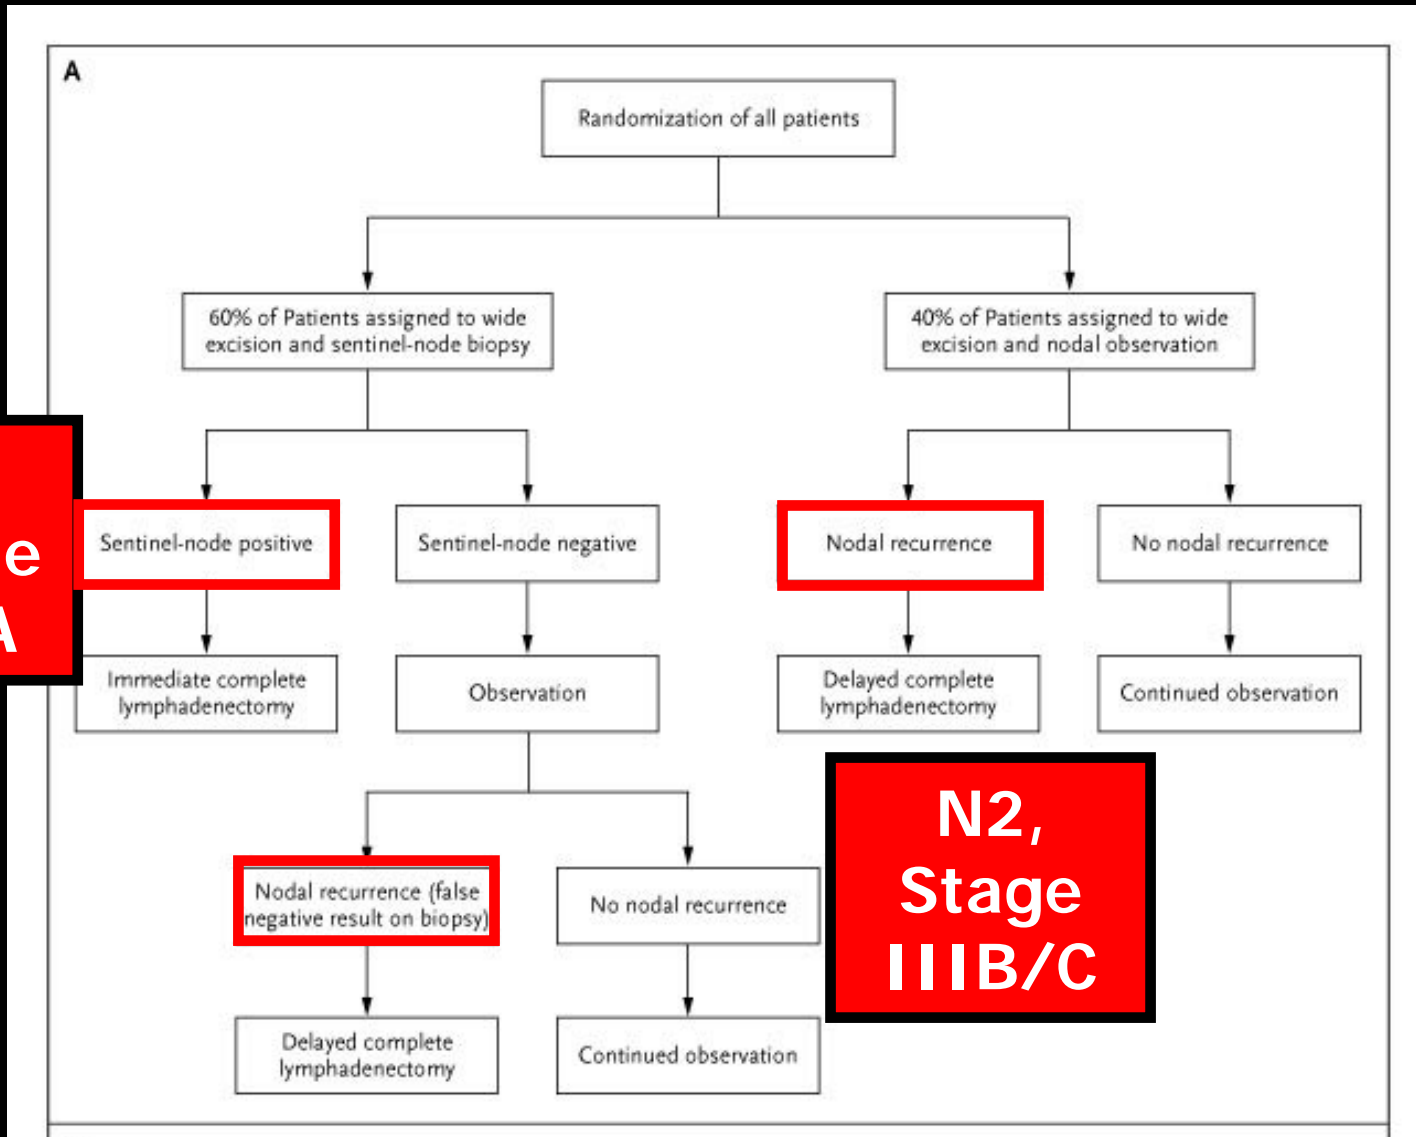 A
Randomization of all patients
60% of Patients assigned to wide
excision and sentinel-node biopsy
40% of Patients assigned to wide
excision and nodal observation
e
A
Sentinel-node positive
Sentinel-node negative
Nodal recurrence
No nodal recurrence
Immediate complete
lymphadenectomy
Observation
Delayed complete
lymphadenectomy
Continued observation
N2,
Stage
IIIB/C
Nodal recurrence (false
negative result on biopsy)
No nodal recurrence
Delayed complete
lymphadenectomy
Continued observation